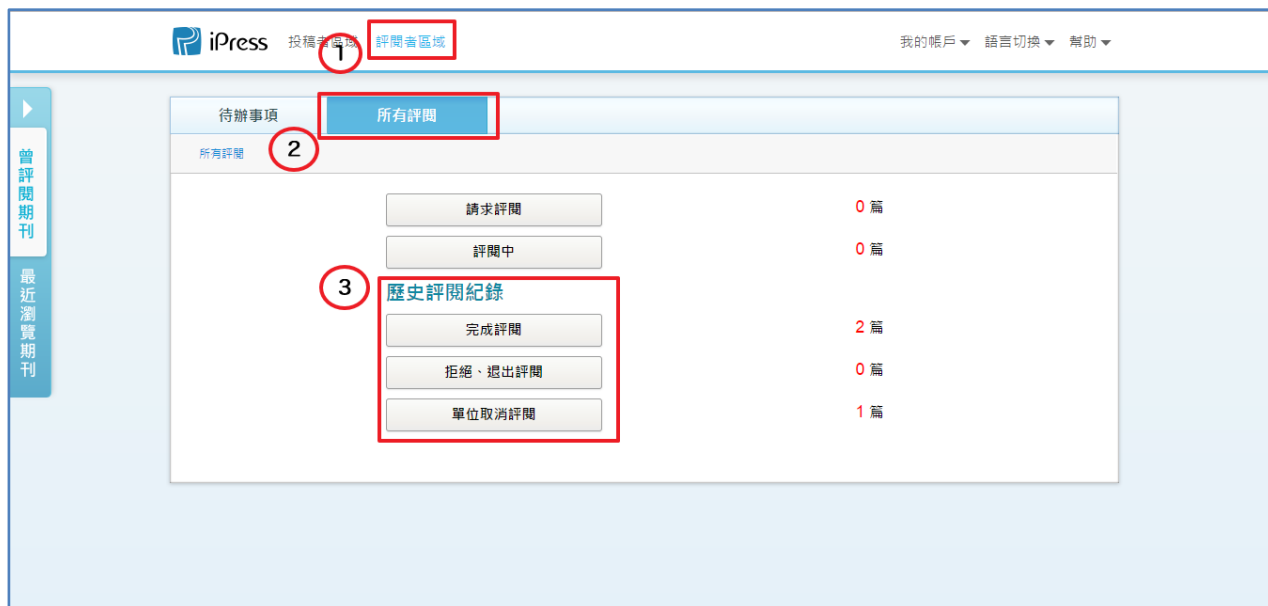 iPress 投稿者區域 評閱者區域 我的帳戶 語言切換 幫助
1
待辦事項 所有評閱
2
所有評閱
曾評閱期刊
最近瀏覽期刊
請求評閱 0 篇
評閱中 0 篇
3
歷史評閱紀錄
完成評閱 2 篇
拒絕、退出評閱 0 篇
單位取消評閱 1 篇